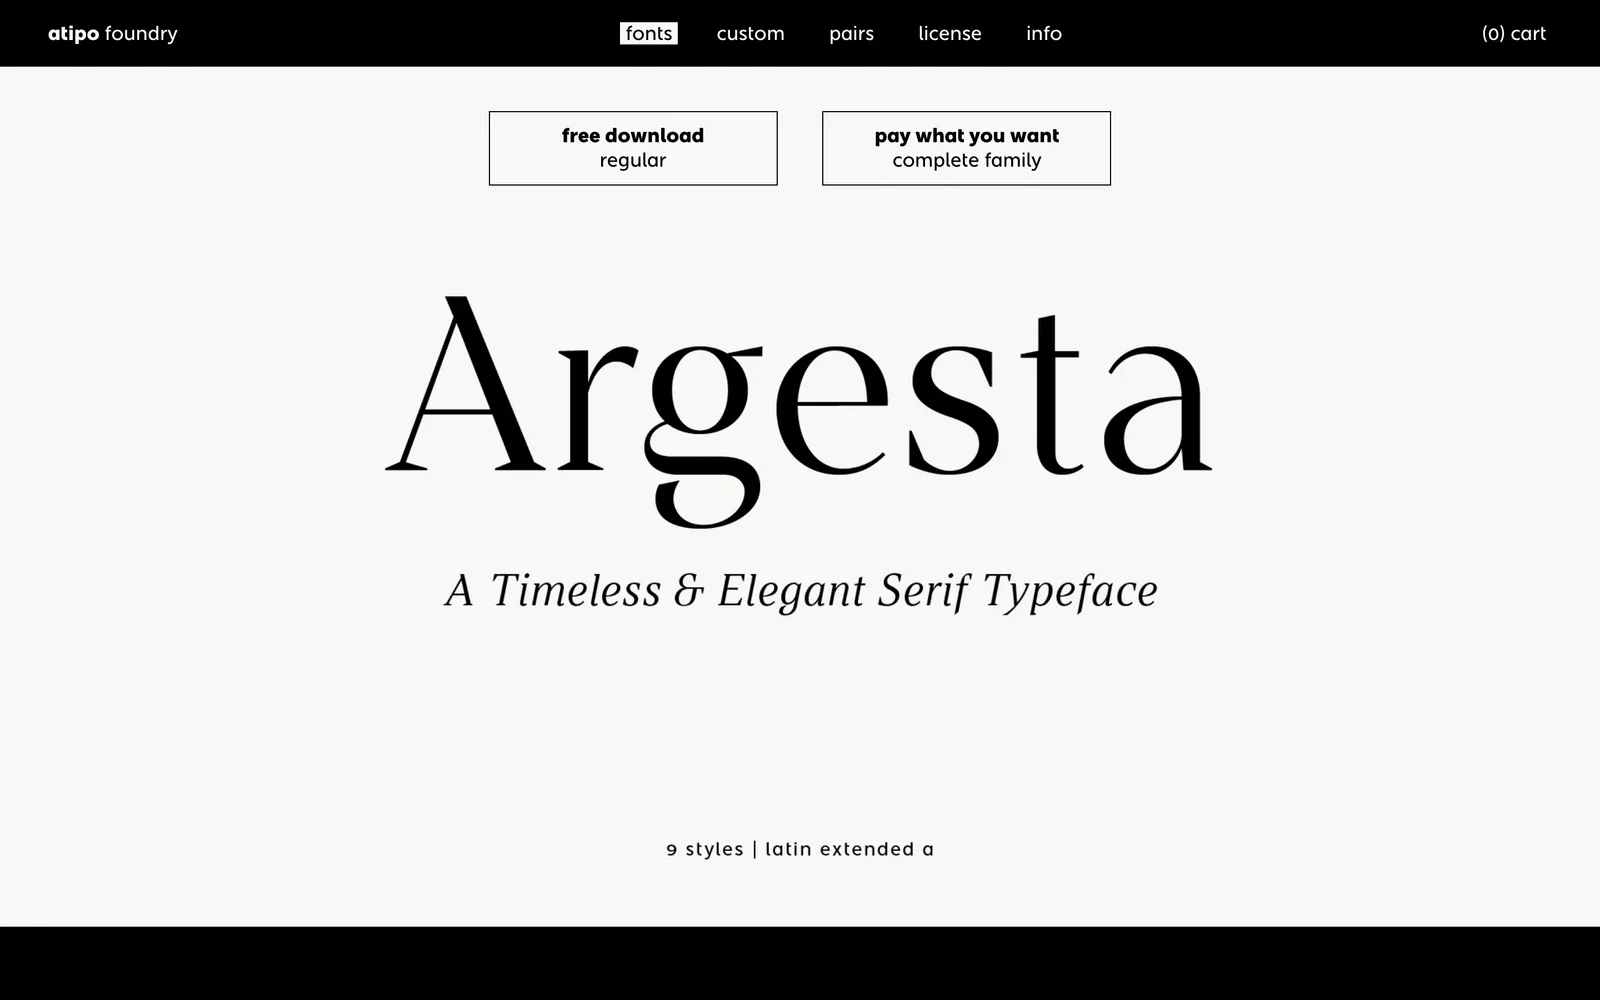 atipo foundry
fonts
custom
pairs
license
info
(0) cart
free download
regular
pay what you want
complete family
Argesta
A Timeless & Elegant Serif Typeface
9 styles | latin extended a